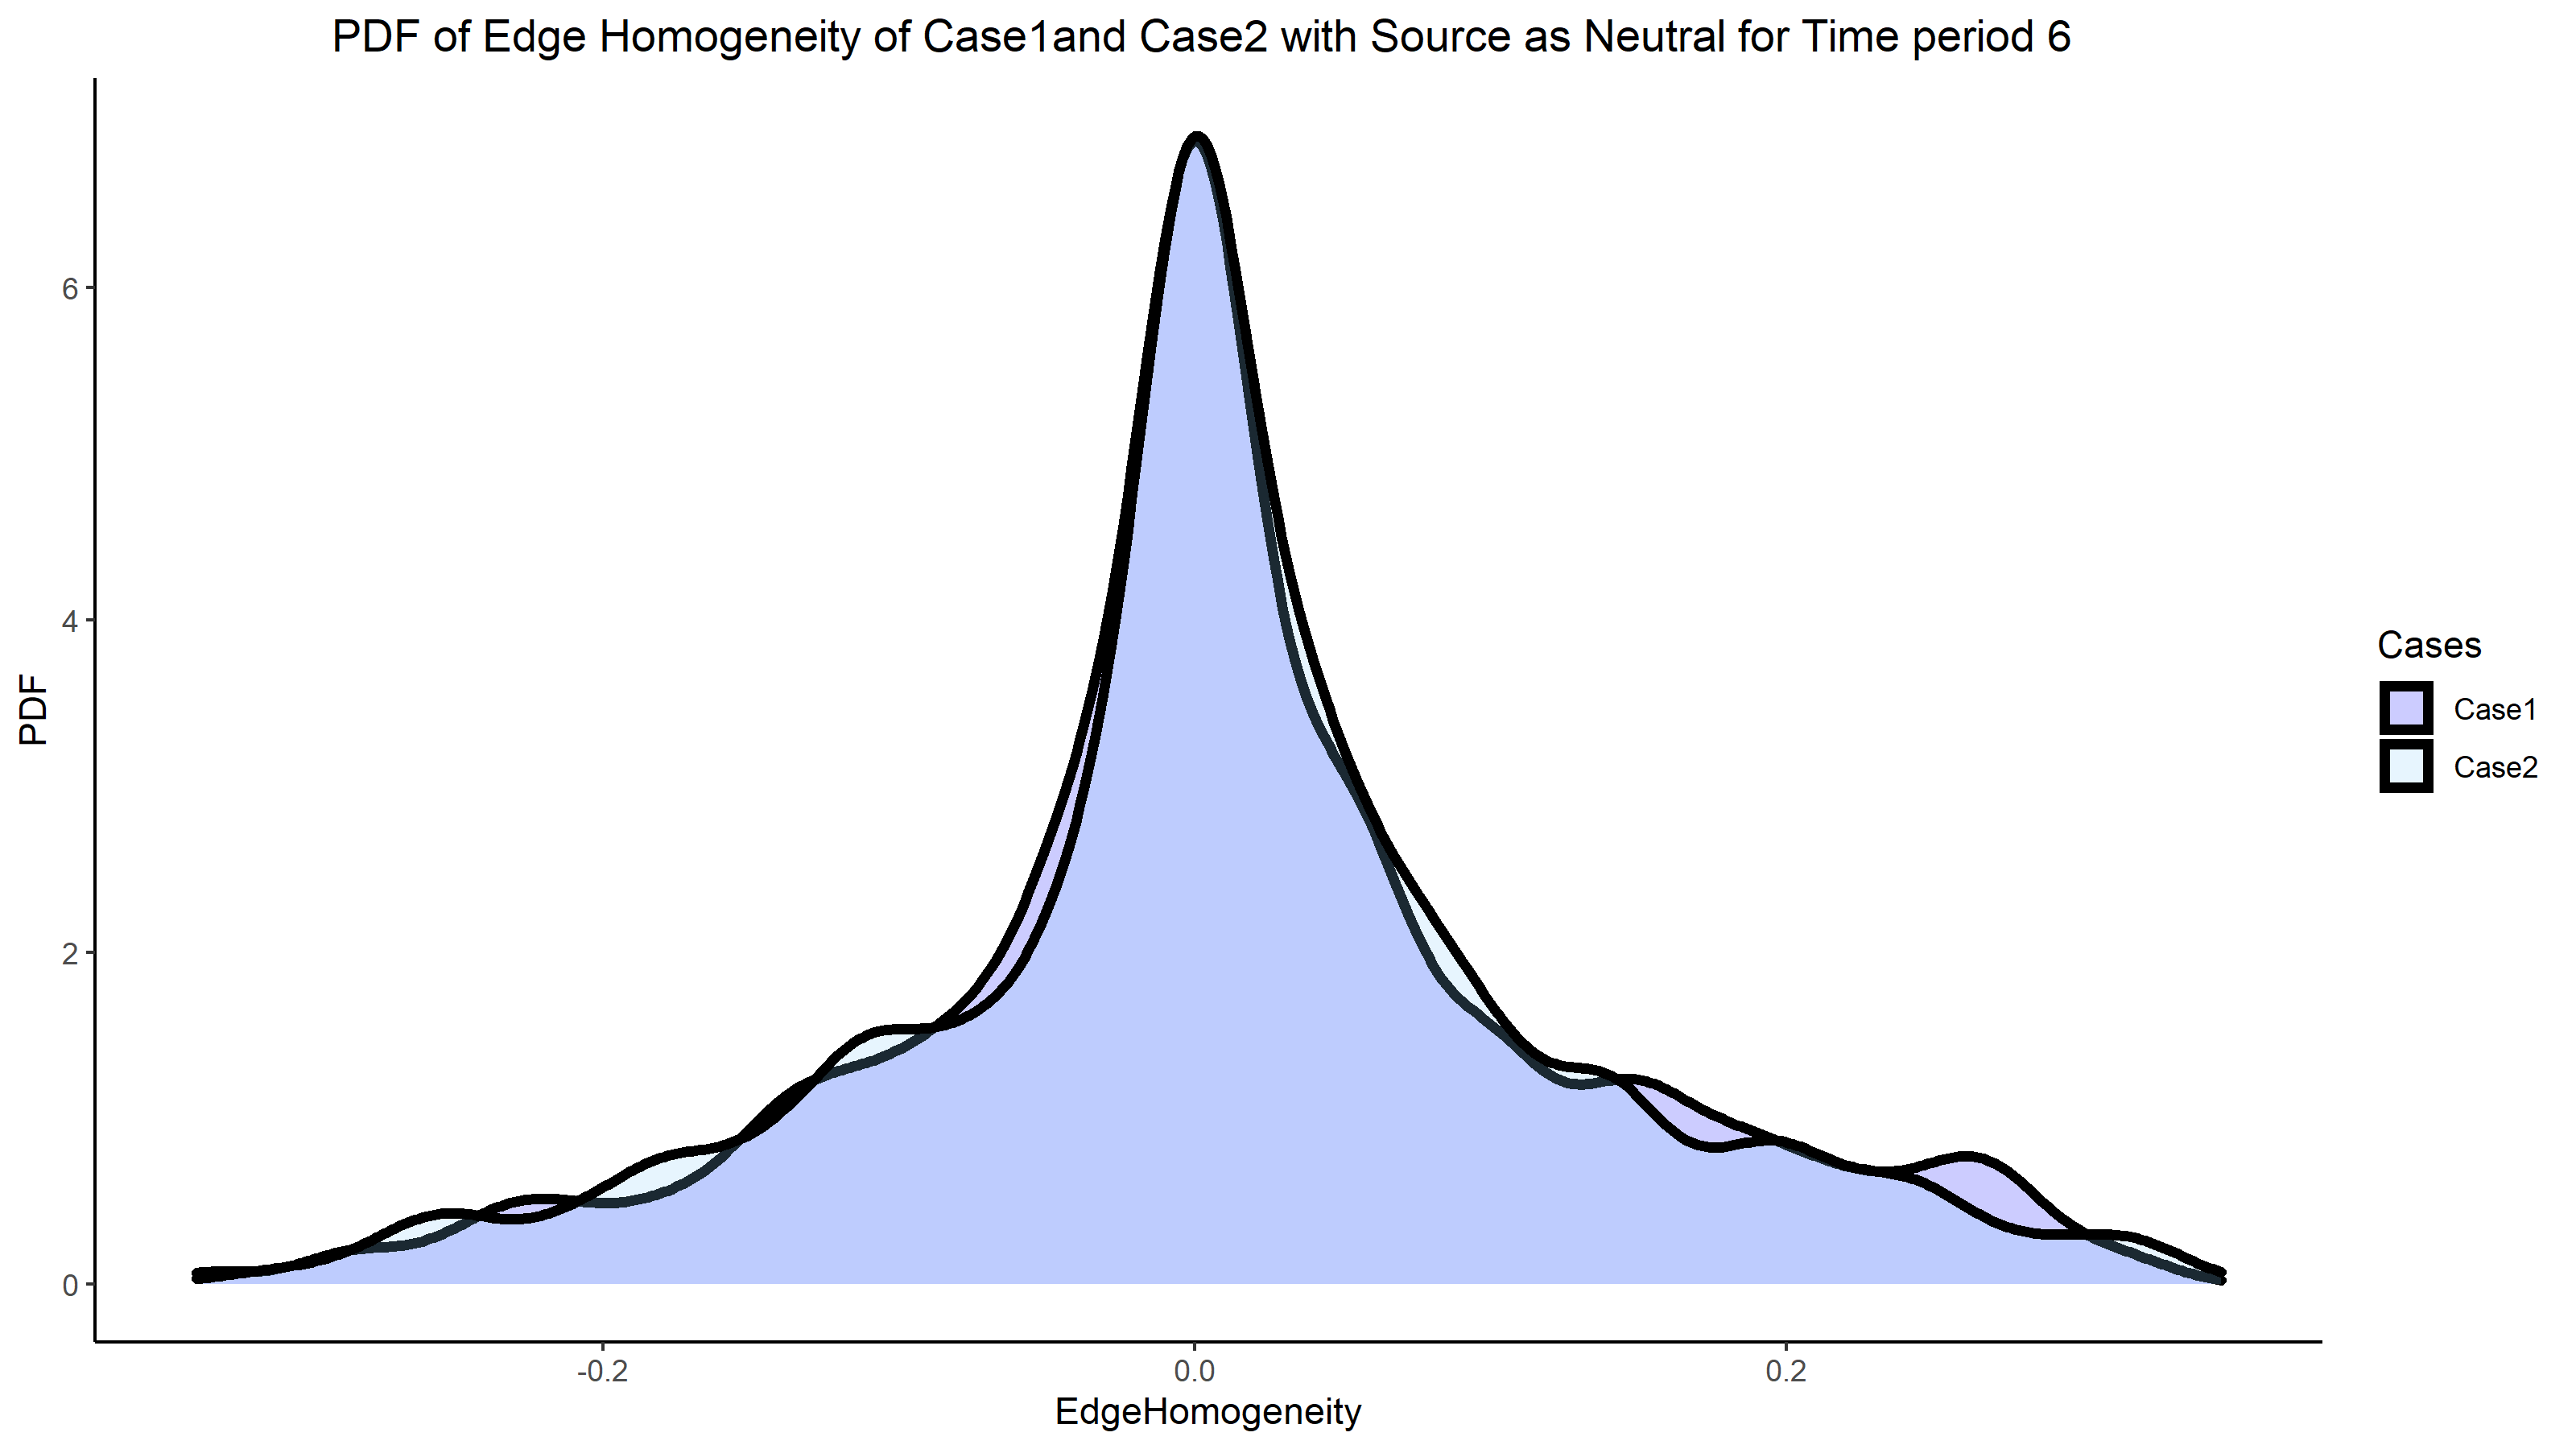 PDF of Edge Homogeneity of Case1and Case2 with Source as Neutral for Time period 6
6
4
2
0
PDF
-0.2
0.0
0.2
EdgeHomogeneity
Cases
Case1
Case2